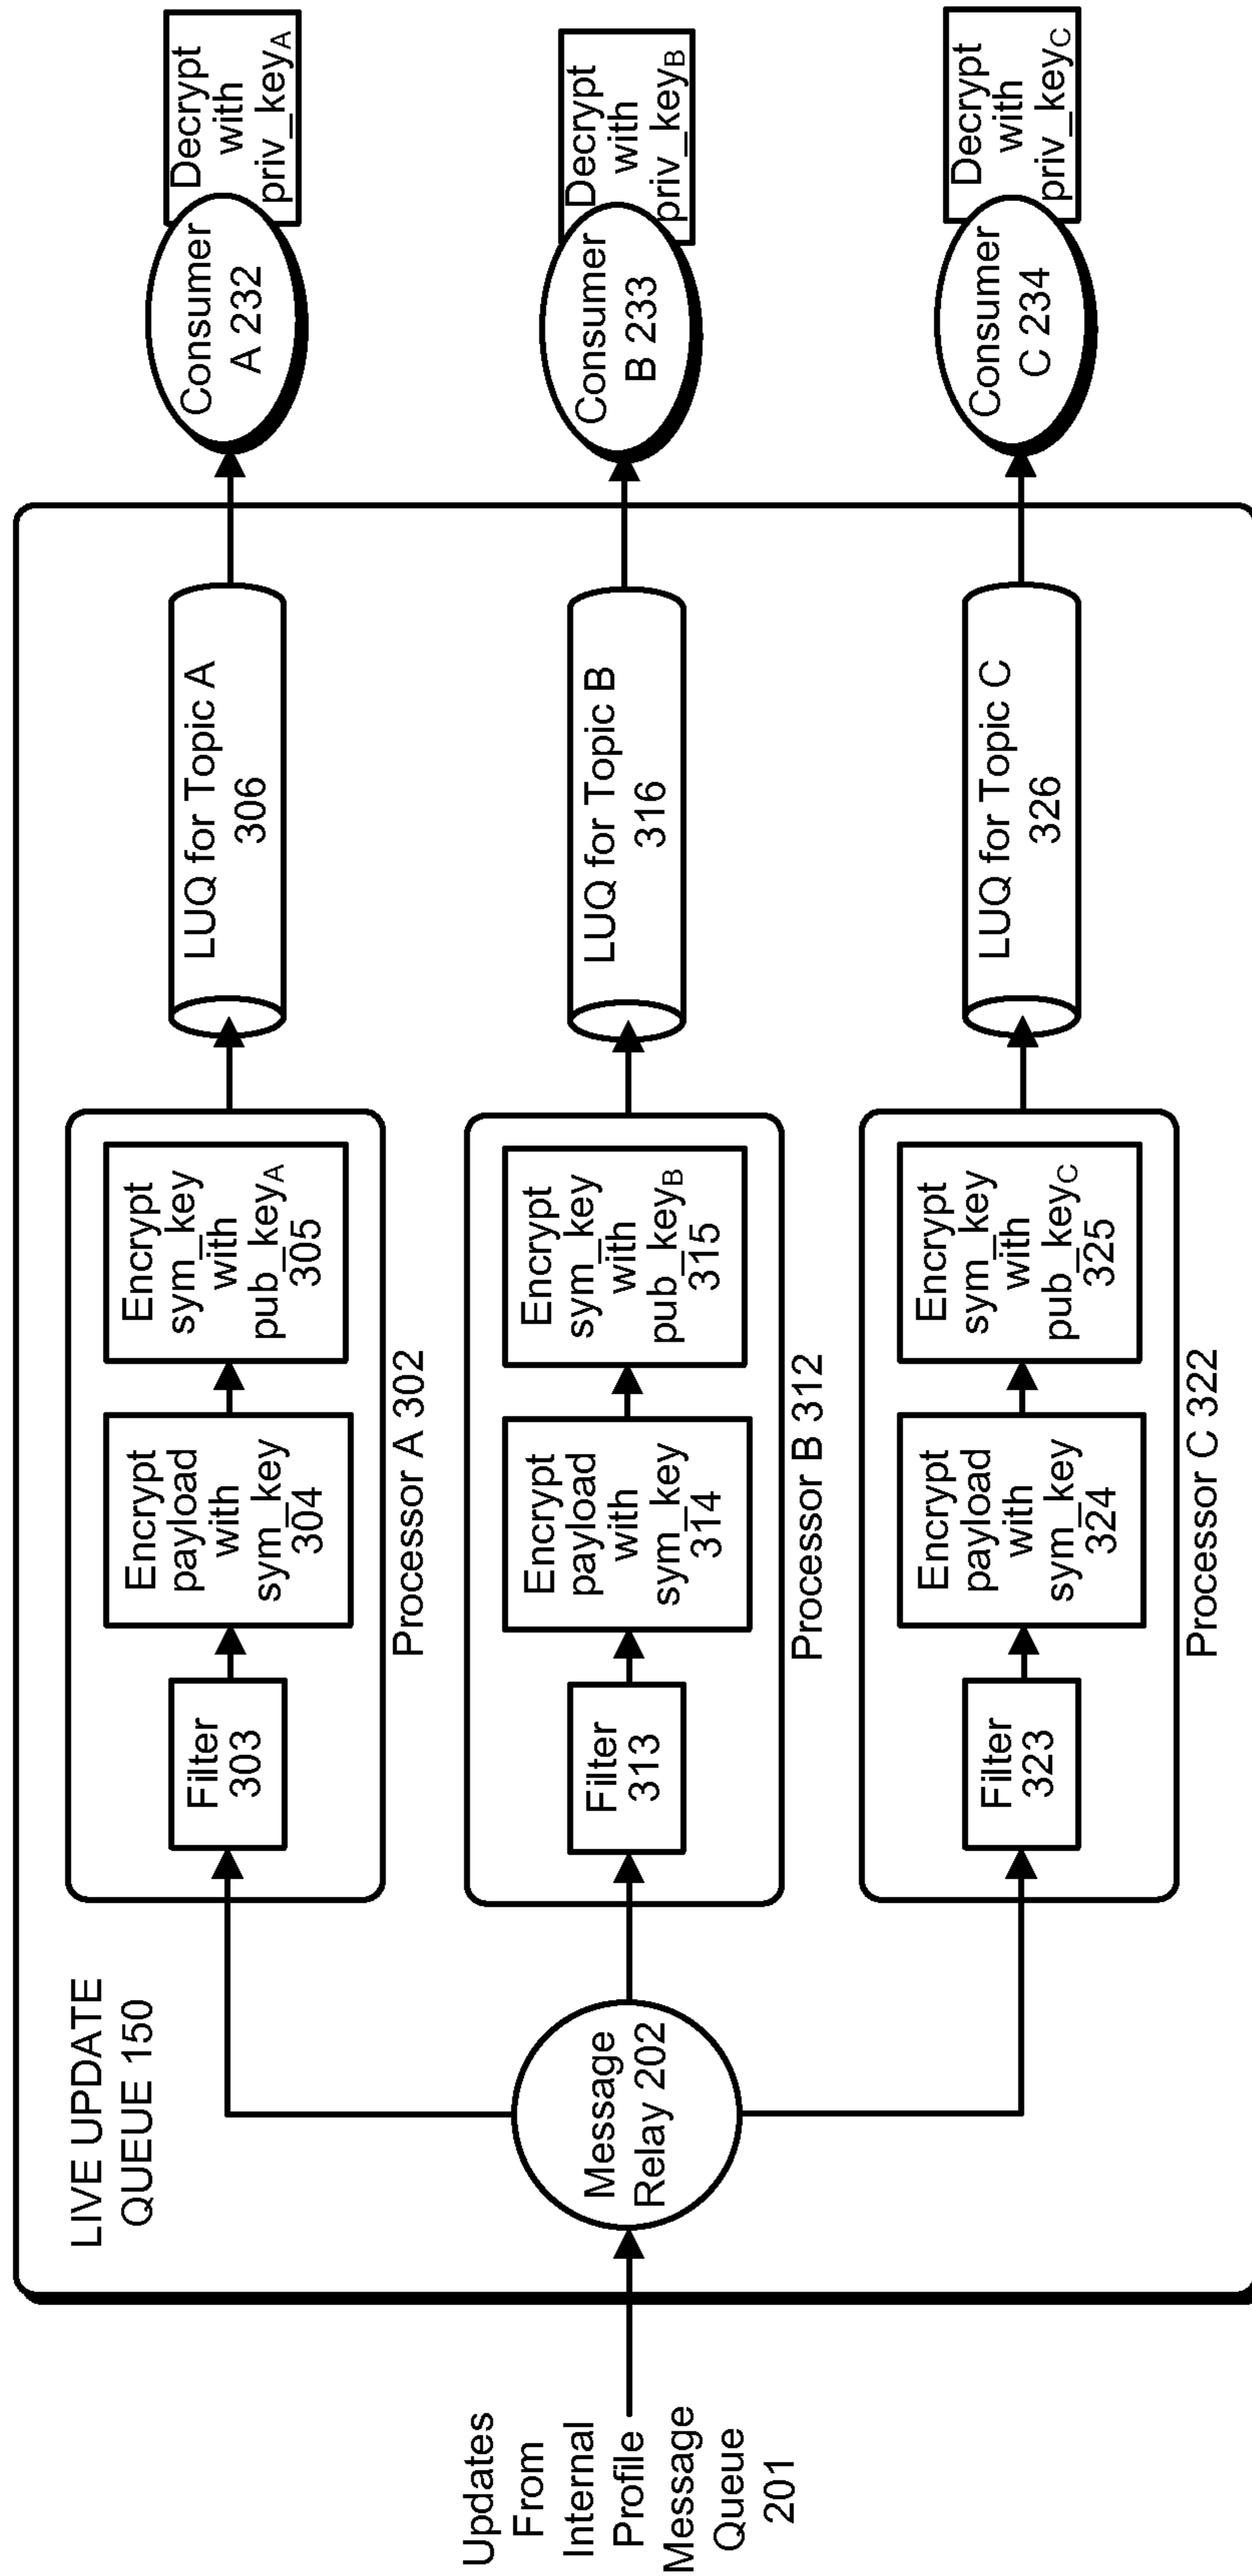 LIVE UPDATE
QUEUE 150
Updates
From
Internal
Profile
Message
Queue
201
Message
Relay 202
Filter
303
Encrypt
payload
with
sym_key
304
Encrypt
sym_key
with
pub_keyA
305
Processor A 302
LUQ for Topic A
306
Consumer
A 232
Decrypt
with
priv_keyA
Filter
313
Encrypt
payload
with
sym_key
314
Encrypt
sym_key
with
pub_keyB
315
Processor B 312
LUQ for Topic B
316
Consumer
B 233
Decrypt
with
priv_keyB
Filter
323
Encrypt
payload
with
sym_key
324
Encrypt
sym_key
with
pub_keyC
325
Processor C 322
LUQ for Topic C
326
Consumer
C 234
Decrypt
with
priv_keyC